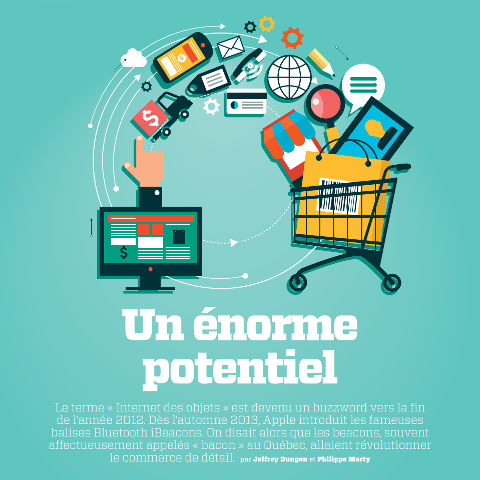 $
$
Un énorme
potentiel
Le terme « Internet des objets » est devenu un buzzword vers la fin
de l'année 2012. Dès l'automne 2013, Apple introduit les fameuses
balises Bluetooth iBeacons. On disait alors que les beacons, souvent
affectueusement appelés « bacon » au Québec, allaient révolutionner
le commerce de détail. par Jeffrey Dungen et Philippe Marty